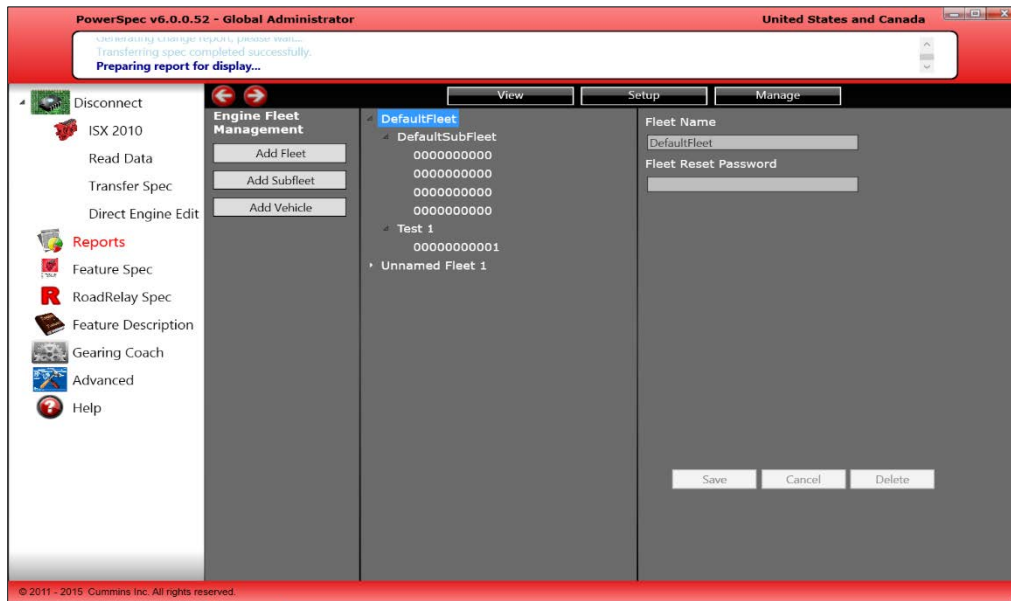 PowerSpec v6.0.0.52 - Global Administrator
United States and Canada
Generating change report, please wait...
Transferring spec completed successfully.
Preparing report for display...
Disconnect
ISX 2010
Read Data
Transfer Spec
Direct Engine Edit
Reports
Feature Spec
RoadRelay Spec
Feature Description
Gearing Coach
Advanced
Help
View
Setup
Manage
Engine Fleet
Management
Add Fleet
Add Subfleet
Add Vehicle
DefaultFleet
DefaultSubFleet
0000000000
0000000000
0000000000
0000000000
Test 1
00000000001
Unnamed Fleet 1
Fleet Name
DefaultFleet
Fleet Reset Password
Save
Cancel
Delete
© 2011 - 2015 Cummins Inc. All rights reserved.